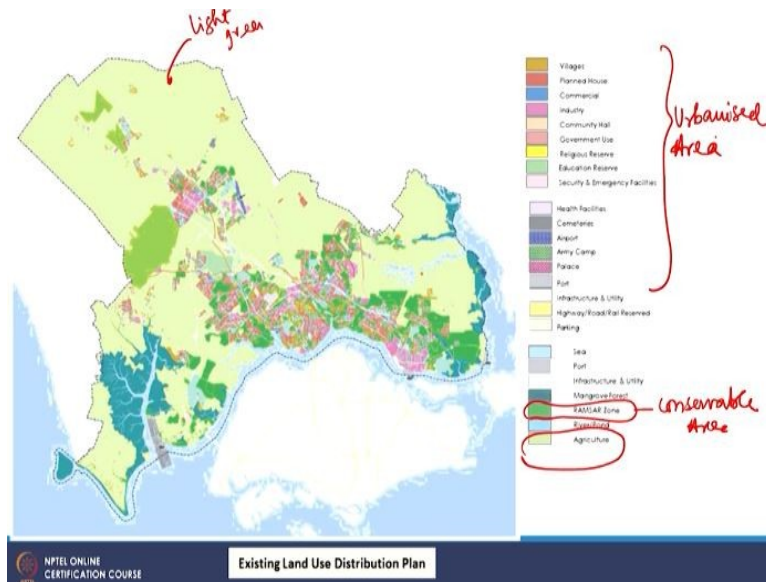 light
green
Villages
Planned House
Commercial
Industry
Community Hall
Government Use
Religious Reserve
Education Reserve
Security & Emergency Facilities
Health Facilities
Cemeteries
Airport
Army Camp
Palace
Port
Infrastructure & Utility
Highway/Road/Rail Reserved
Parking
Urbanised
Area
Sea
Port
Infrastructure & Utility
Mangrove Forest
RAMSAR Zone
River/Pond
Agriculture
conservable
Area
NPTEL ONLINE
CERTIFICATION COURSE
Existing Land Use Distribution Plan